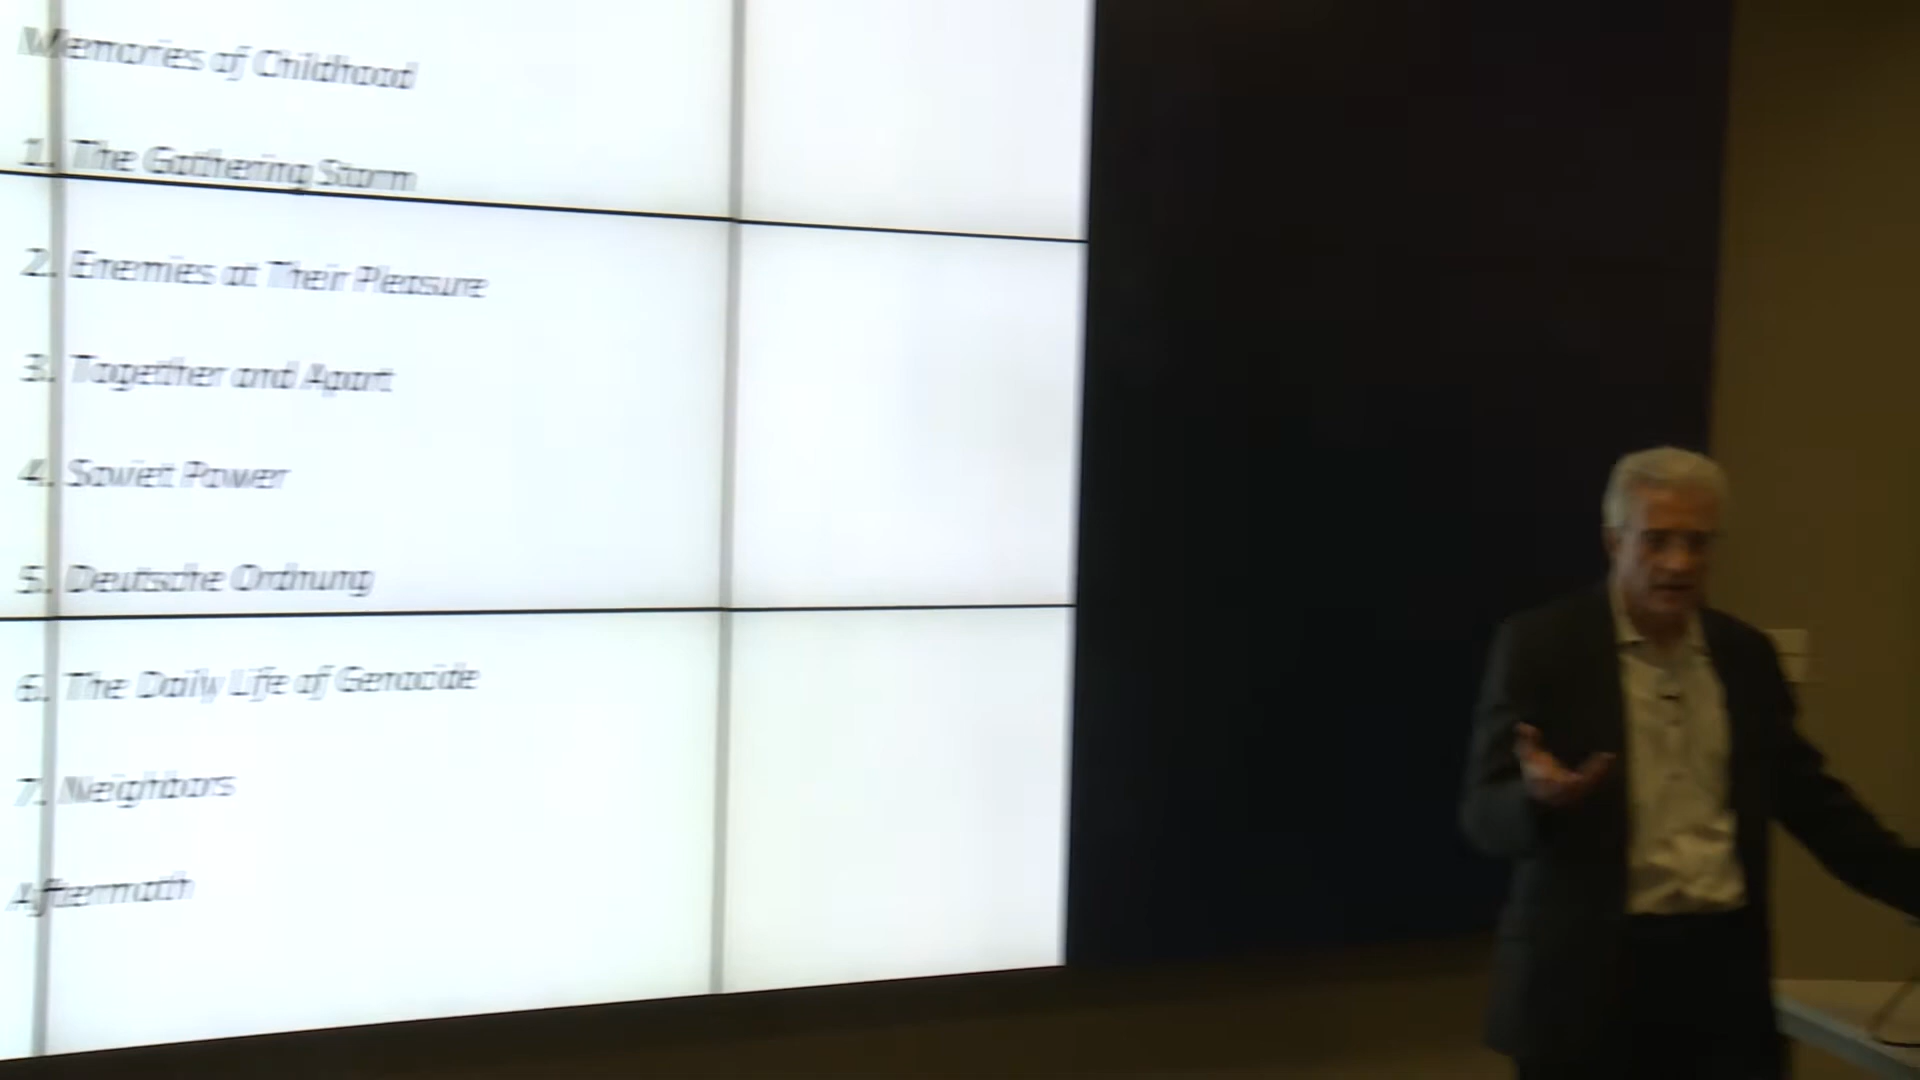 Memories of Childhood
1. The Gathering Storm
2. Enemies at Their Pleasure
3. Together and Apart
4. Soviet Power
5. Deutsche Ordnung
6. The Daily Life of Genocide
7. Neighbors
Aftermath